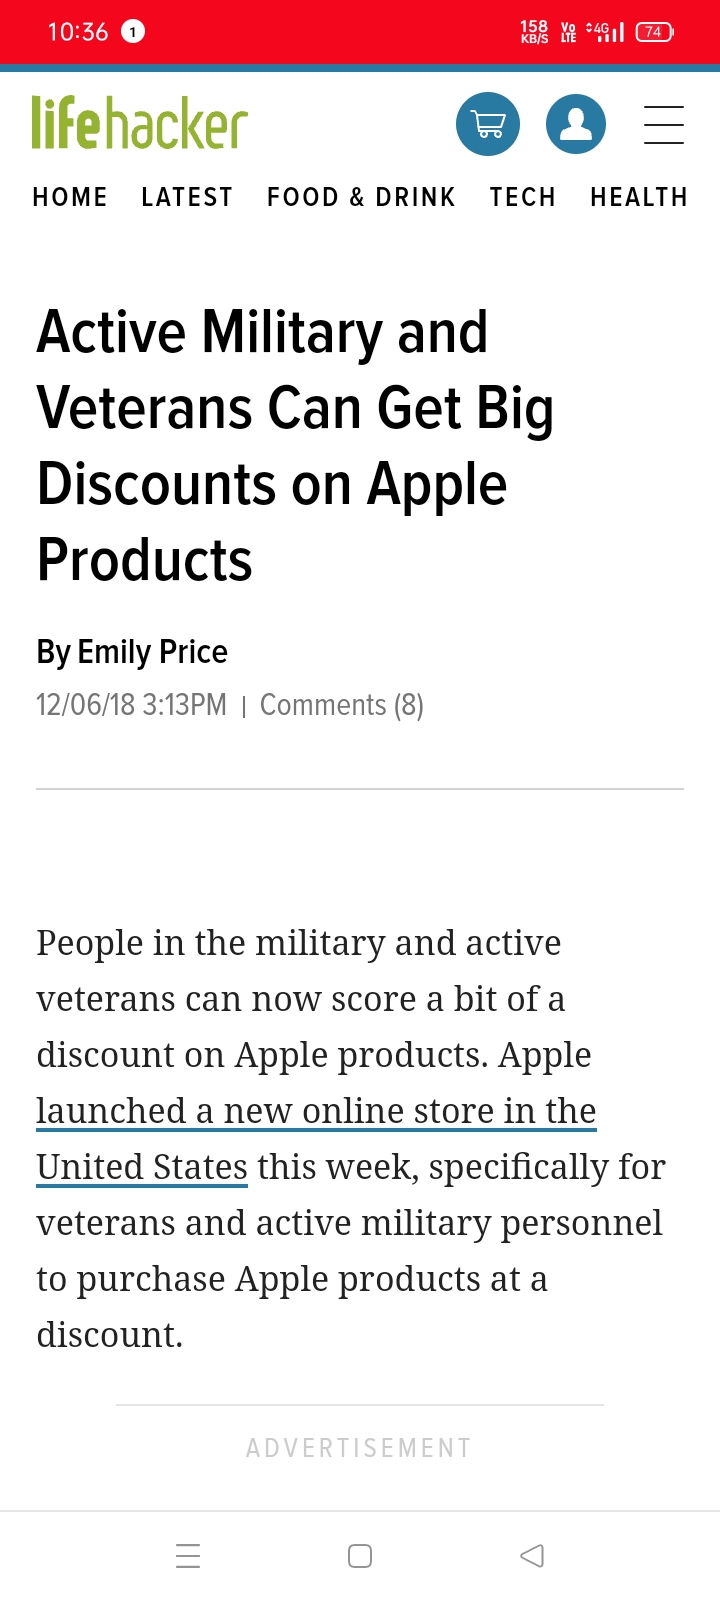 10:36 1 158 KB/S Vo LTE 4G 74
lifehacker
HOME LATEST FOOD & DRINK TECH HEALTH
Active Military and
Veterans Can Get Big
Discounts on Apple
Products
By Emily Price
12/06/18 3:13PM | Comments (8)
People in the military and active
veterans can now score a bit of a
discount on Apple products. Apple
launched a new online store in the
United States this week, specifically for
veterans and active military personnel
to purchase Apple products at a
discount.
ADVERTISEMENT